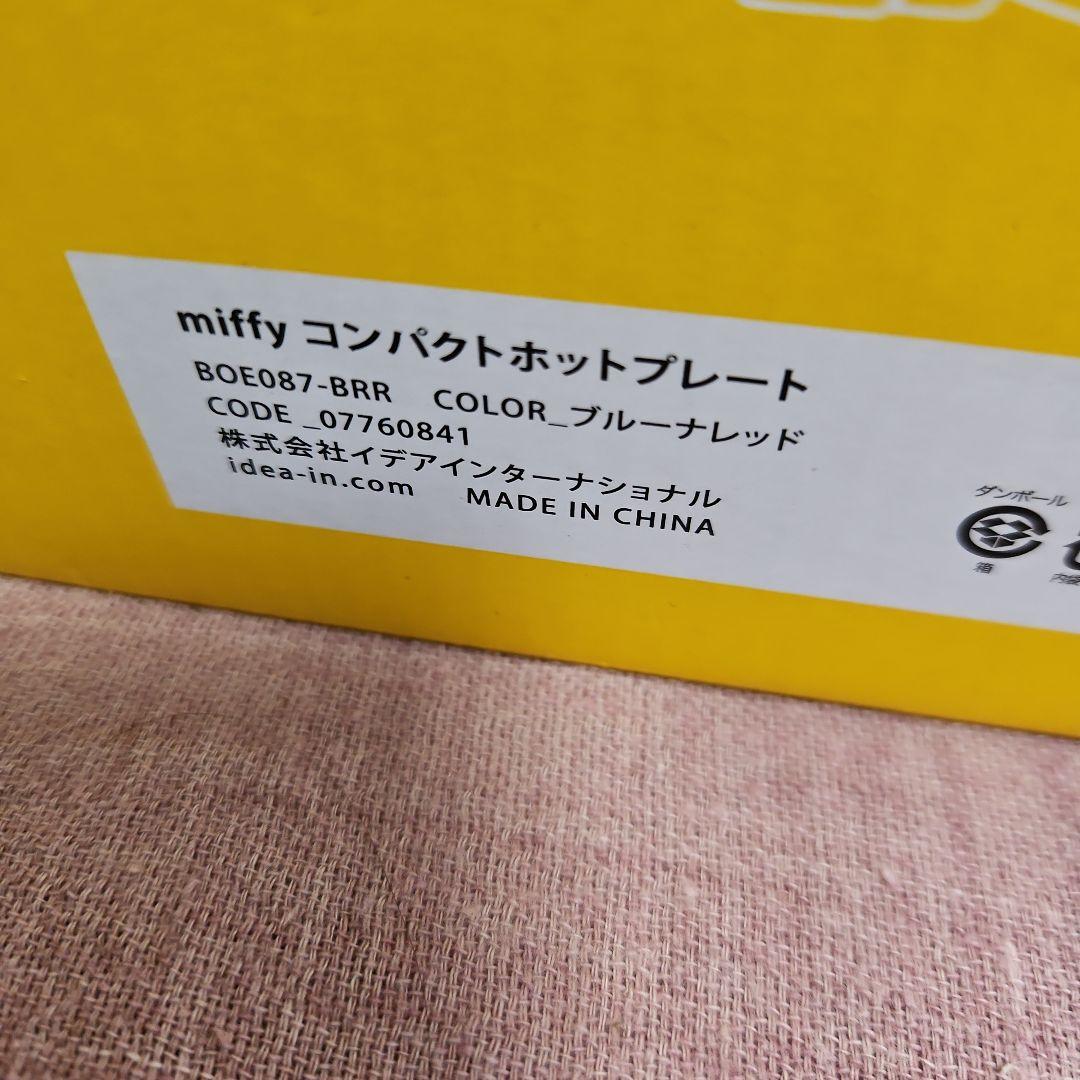 miffy コンパクトホットプレート
BOE087-BRR COLOR_ブルーナレッド
CODE _07760841
株式会社イデアインターナショナル
idea-in.com MADE IN CHINA
ダンボール
箱